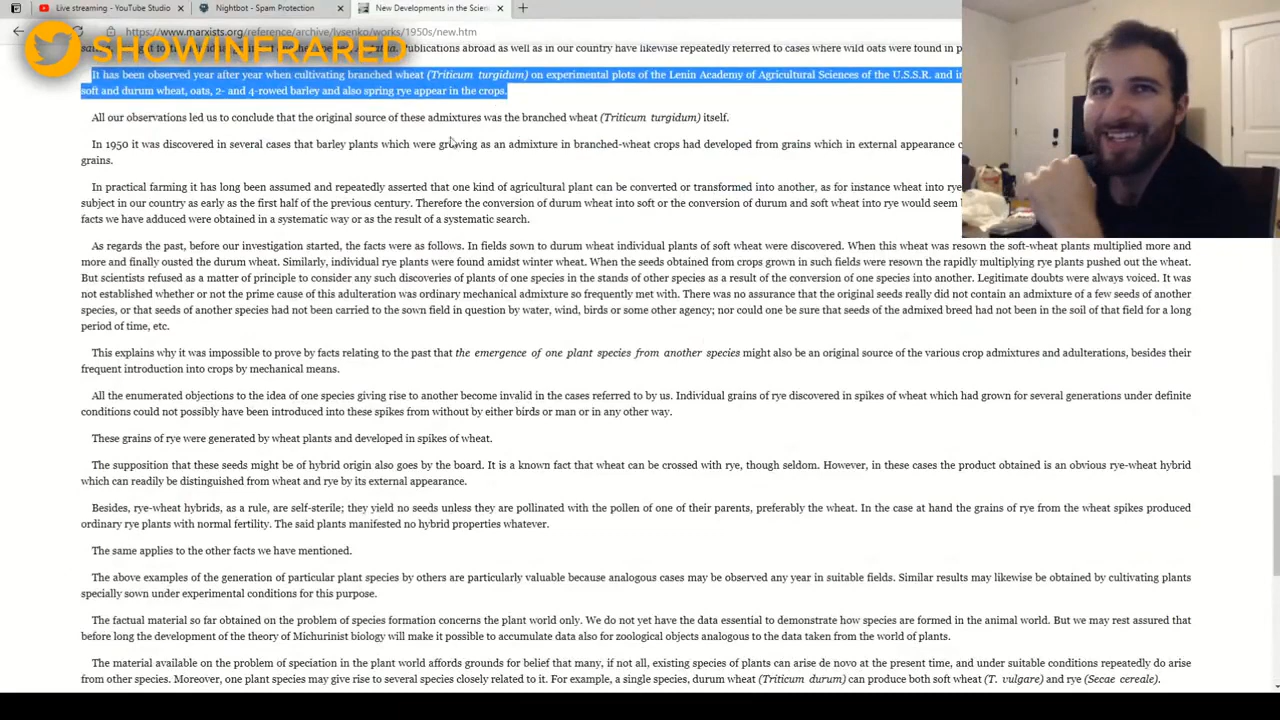 Live streaming - YouTube Studio
Nightbot - Spam Protection
New Developments in the Scien
https://www.marxists.org/reference/archive/lysenko/works/1950s/new.htm
SHOWINFRARED
Publications abroad as well as in our country have likewise repeatedly referred to cases where wild oats were found in p
It has been observed year after year when cultivating branched wheat (Triticum turgidum) on experimental plots of the Lenin Academy of Agricultural Sciences of the U.S.S.R. and in
soft and durum wheat, oats, 2- and 4-rowed barley and also spring rye appear in the crops.
All our observations led us to conclude that the original source of these admixtures was the branched wheat (Triticum turgidum) itself.
In 1950 it was discovered in several cases that barley plants which were growing as an admixture in branched-wheat crops had developed from grains which in external appearance c
grains.
In practical farming it has long been assumed and repeatedly asserted that one kind of agricultural plant can be converted or transformed into another, as for instance wheat into rye
subject in our country as early as the first half of the previous century. Therefore the conversion of durum wheat into soft or the conversion of durum and soft wheat into rye would seem
facts we have adduced were obtained in a systematic way or as the result of a systematic search.
As regards the past, before our investigation started, the facts were as follows. In fields sown to durum wheat individual plants of soft wheat were discovered. When this wheat was resown the soft-wheat plants multiplied more and
more and finally ousted the durum wheat. Similarly, individual rye plants were found amidst winter wheat. When the seeds obtained from crops grown in such fields were resown the rapidly multiplying rye plants pushed out the wheat.
But scientists refused as a matter of principle to consider any such discoveries of plants of one species in the stands of other species as a result of the conversion of one species into another. Legitimate doubts were always voiced. It was
not established whether or not the prime cause of this adulteration was ordinary mechanical admixture so frequently met with. There was no assurance that the original seeds really did not contain an admixture of a few seeds of another
species, or that seeds of another species had not been carried to the sown field in question by water, wind, birds or some other agency; nor could one be sure that seeds of the admixed breed had not been in the soil of that field for a long
period of time, etc.
This explains why it was impossible to prove by facts relating to the past that the emergence of one plant species from another species might also be an original source of the various crop admixtures and adulterations, besides their
frequent introduction into crops by mechanical means.
All the enumerated objections to the idea of one species giving rise to another become invalid in the cases referred to by us. Individual grains of rye discovered in spikes of wheat which had grown for several generations under definite
conditions could not possibly have been introduced into these spikes from without by either birds or man or in any other way.
These grains of rye were generated by wheat plants and developed in spikes of wheat.
The supposition that these seeds might be of hybrid origin also goes by the board. It is a known fact that wheat can be crossed with rye, though seldom. However, in these cases the product obtained is an obvious rye-wheat hybrid
which can readily be distinguished from wheat and rye by its external appearance.
Besides, rye-wheat hybrids, as a rule, are self-sterile; they yield no seeds unless they are pollinated with the pollen of one of their parents, preferably the wheat. In the case at hand the grains of rye from the wheat spikes produced
ordinary rye plants with normal fertility. The said plants manifested no hybrid properties whatever.
The same applies to the other facts we have mentioned.
The above examples of the generation of particular plant species by others are particularly valuable because analogous cases may be observed any year in suitable fields. Similar results may likewise be obtained by cultivating plants
specially sown under experimental conditions for this purpose.
The factual material so far obtained on the problem of species formation concerns the plant world only. We do not yet have the data essential to demonstrate how species are formed in the animal world. But we may rest assured that
before long the development of the theory of Michurinist biology will make it possible to accumulate data also for zoological objects analogous to the data taken from the world of plants.
The material available on the problem of speciation in the plant world affords grounds for belief that many, if not all, existing species of plants can arise de novo at the present time, and under suitable conditions repeatedly do arise
from other species. Moreover, one plant species may give rise to several species closely related to it. For example, a single species, durum wheat (Triticum durum) can produce both soft wheat (T. vulgare) and rye (Secae cereale).